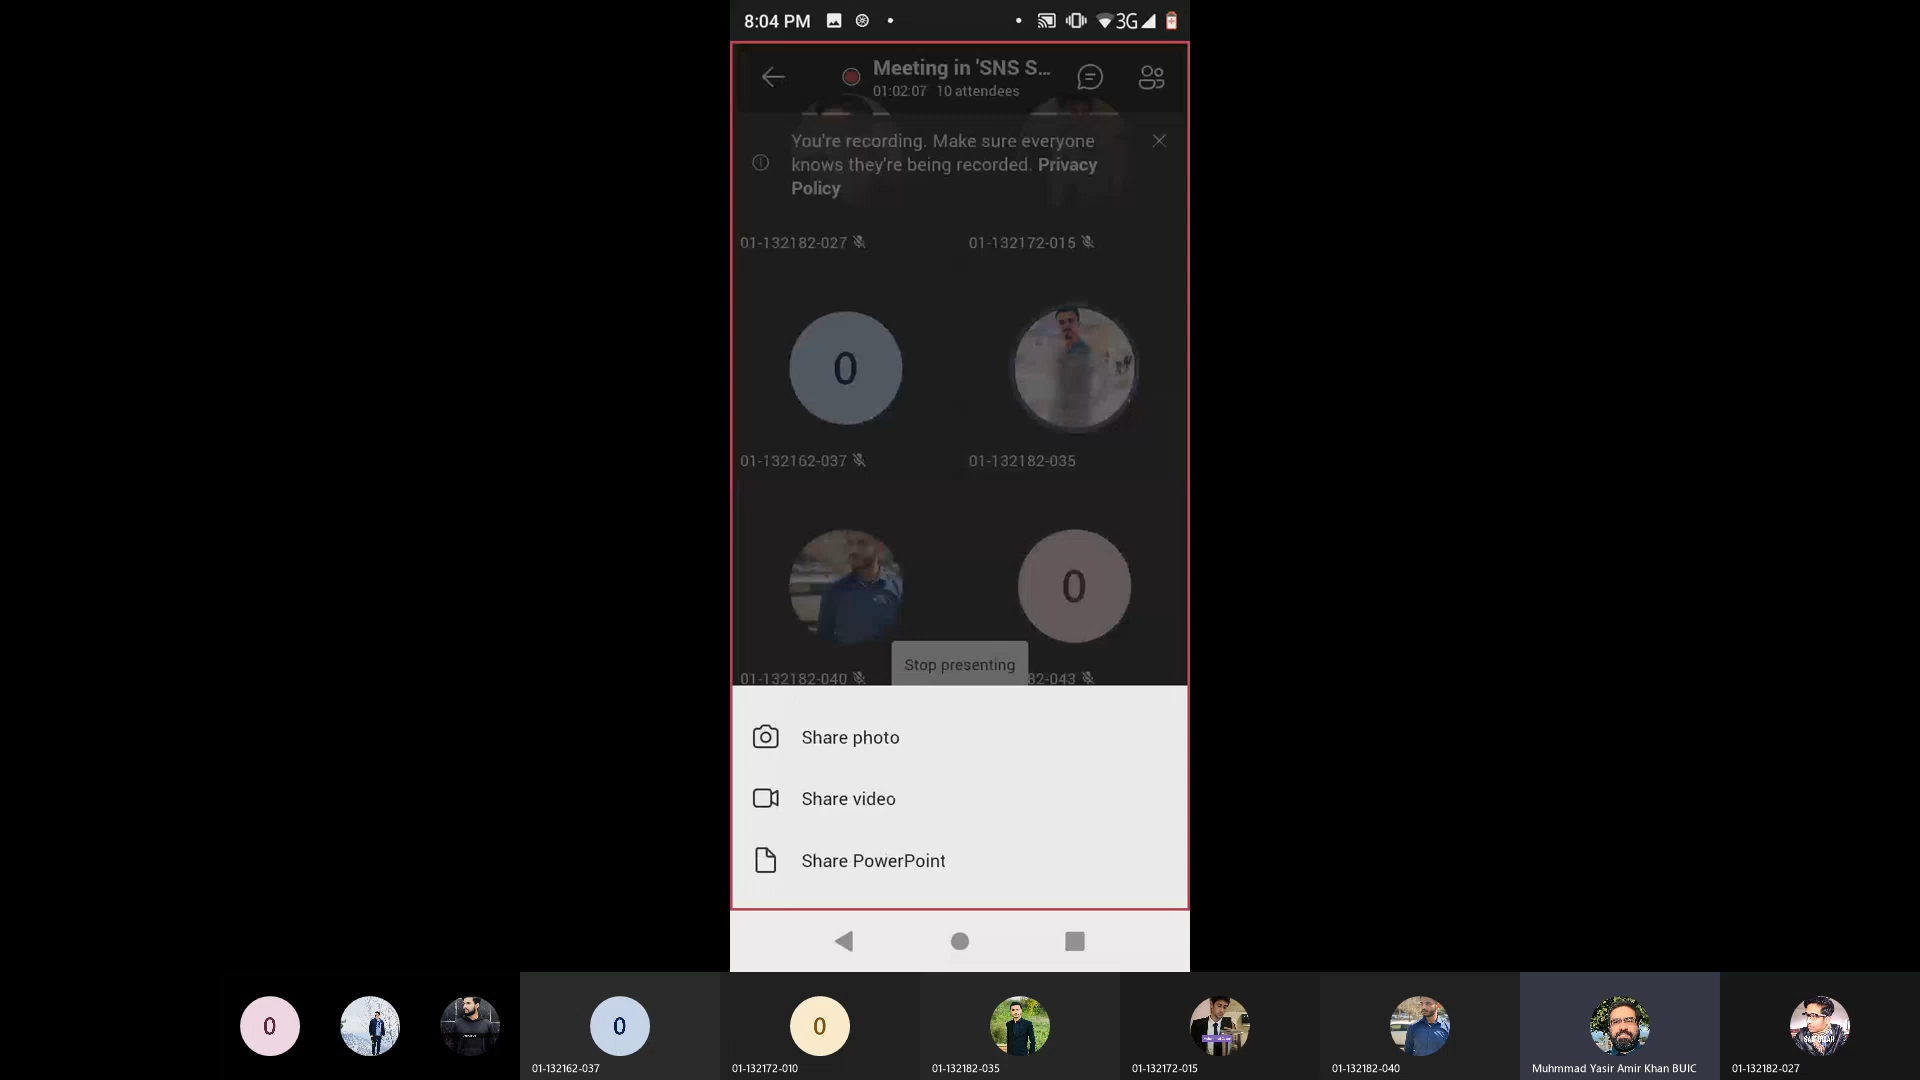 8:04 PM
3G
Meeting in 'SNS S...
01:02:07 10 attendees
You're recording. Make sure everyone
knows they're being recorded. Privacy
Policy
01-132182-027
01-132172-015
0
01-132162-037
01-132182-035
0
01-132182-040
82-043
Stop presenting
Share photo
Share video
Share PowerPoint
0
0
01-132162-037
0
01-132172-010
01-132182-035
01-132172-015
01-132182-040
Muhmmad Yasir Amir Khan BUIC
01-132182-027